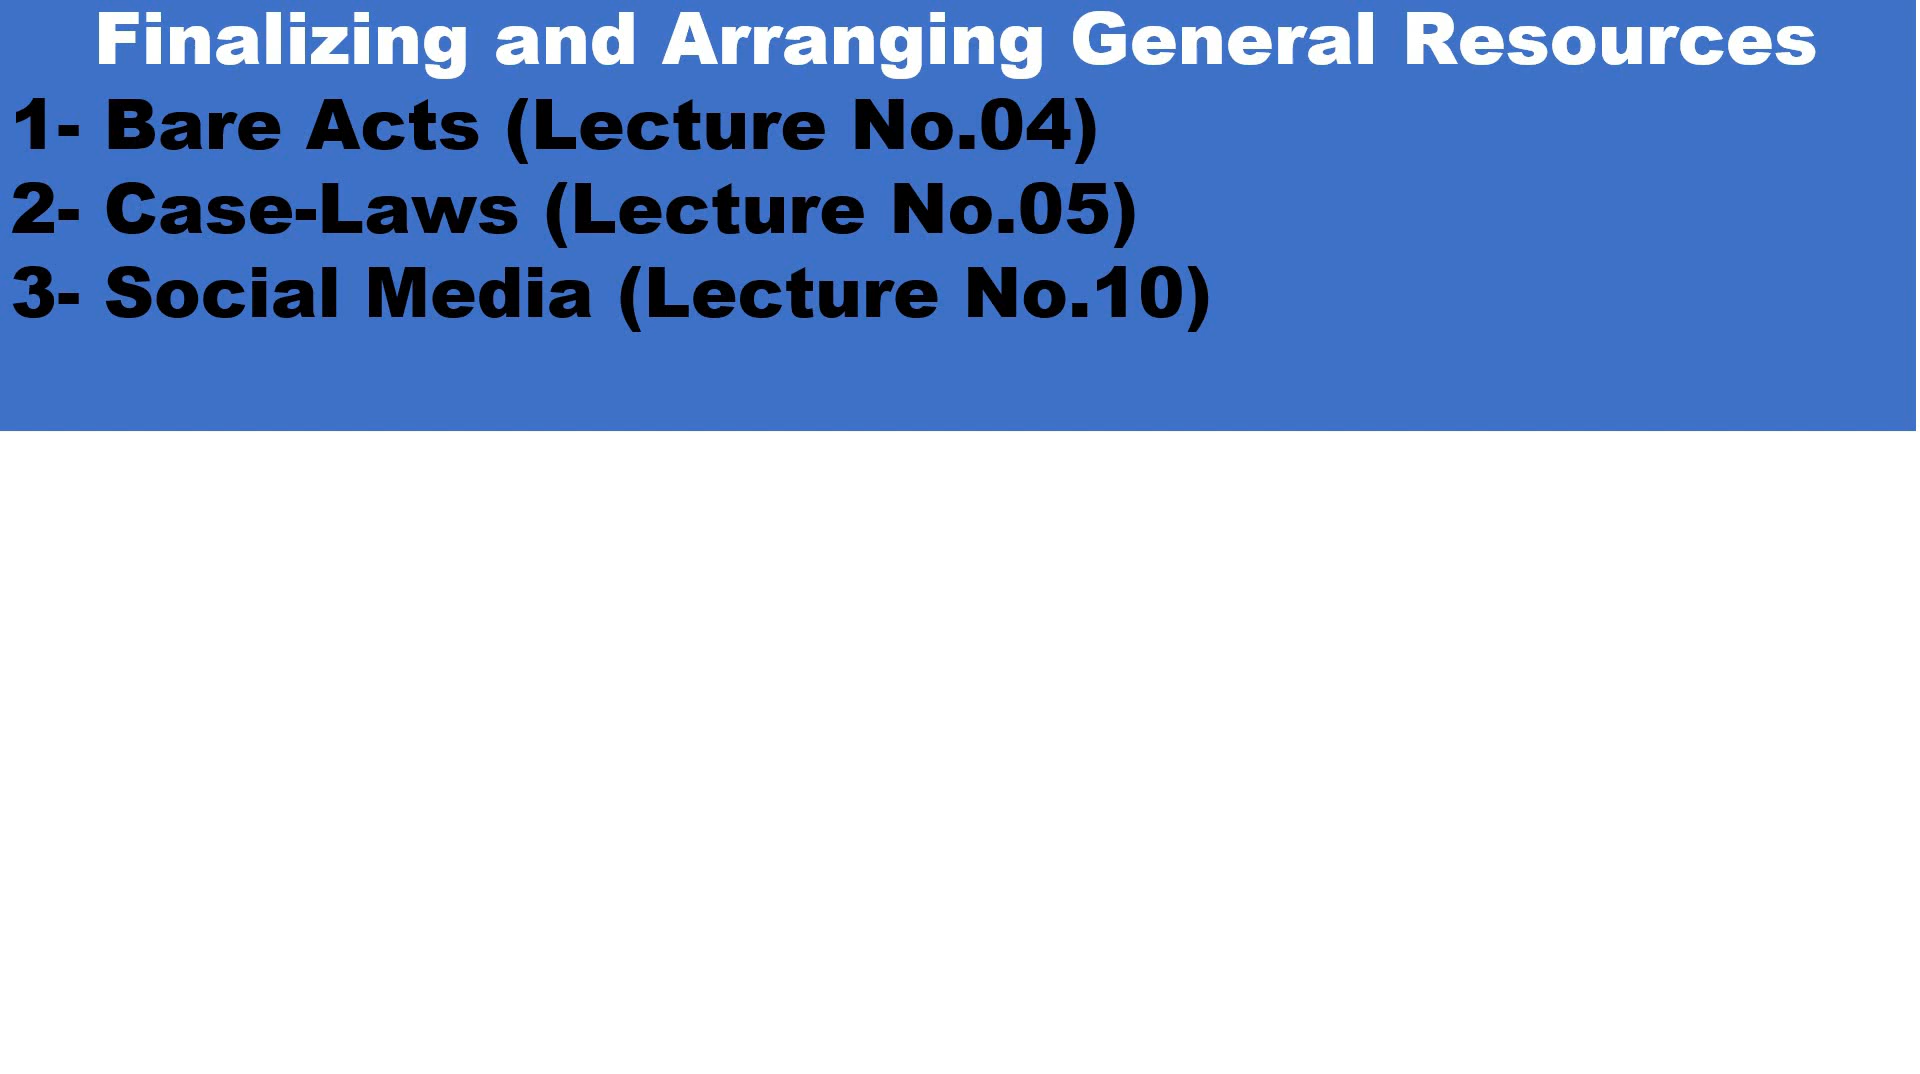 Finalizing and Arranging General Resources
1- Bare Acts (Lecture No.04)
2- Case-Laws (Lecture No.05)
3- Social Media (Lecture No.10)